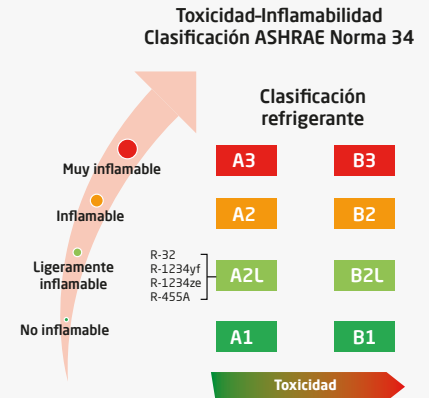 Toxicidad-Inflamabilidad
Clasificación ASHRAE Norma 34
Clasificación
refrigerante
Muy inflamable
A3
B3
Inflamable
A2
B2
Ligeramente
inflamable
R-32
R-1234yf
R-1234ze
R-455A
A2L
B2L
No inflamable
A1
B1
Toxicidad